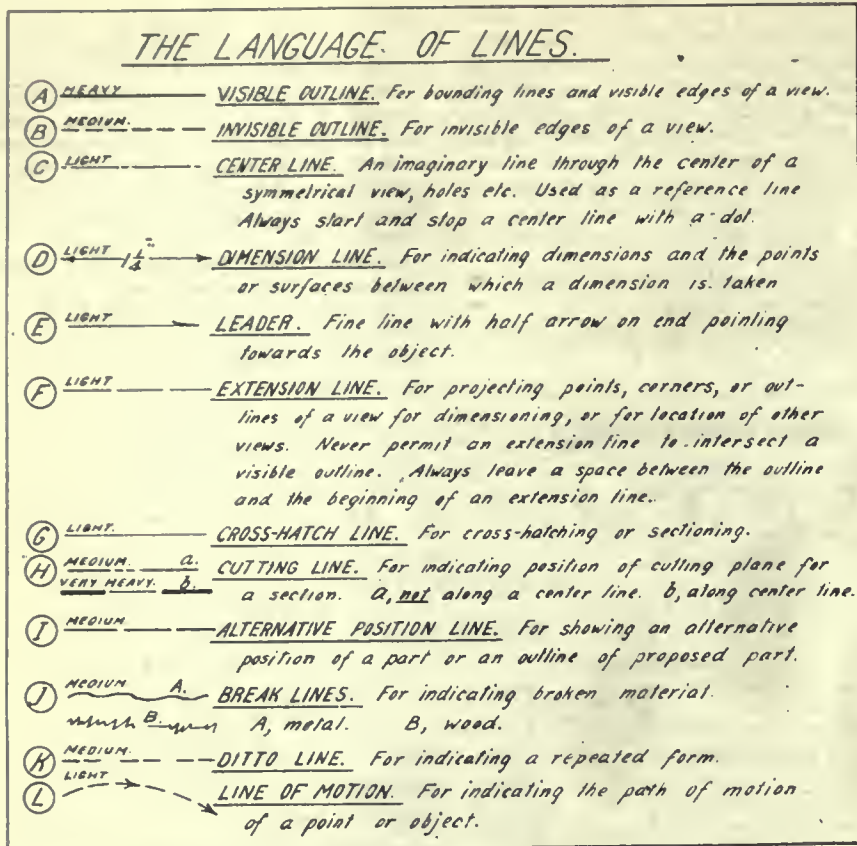 THE LANGUAGE OF LINES.
A HEAVY VISIBLE OUTLINE. For bounding lines and visible edges of a view.
B MEDIUM. INVISIBLE OUTLINE. For invisible edges of a view.
C LIGHT CENTER LINE. An imaginary line through the center of a
symmetrical view, holes etc. Used as a reference line
Always start and stop a center line with a dot.
D LIGHT 1 1/4" DIMENSION LINE. For indicating dimensions and the points
or surfaces between which a dimension is taken
E LIGHT LEADER. Fine line with half arrow on end pointing
towards the object.
F LIGHT EXTENSION LINE. For projecting points, corners, or out-
lines of a view for dimensioning, or for location of other
views. Never permit an extension line to intersect a
visible outline. Always leave a space between the outline
and the beginning of an extension line.
G LIGHT. CROSS-HATCH LINE. For cross-hatching or sectioning.
H MEDIUM. a. CUTTING LINE. For indicating position of cutting plane for
VERY HEAVY. b. a section. a, not along a center line. b, along center line.
I MEDIUM ALTERNATIVE POSITION LINE. For showing an alternative
position of a part or an outline of proposed part.
J MEDIUM A. BREAK LINES. For indicating broken material.
B. A, metal. B, wood.
K MEDIUM. DITTO LINE. For indicating a repeated form.
L LIGHT LINE OF MOTION. For indicating the path of motion
of a point or object.